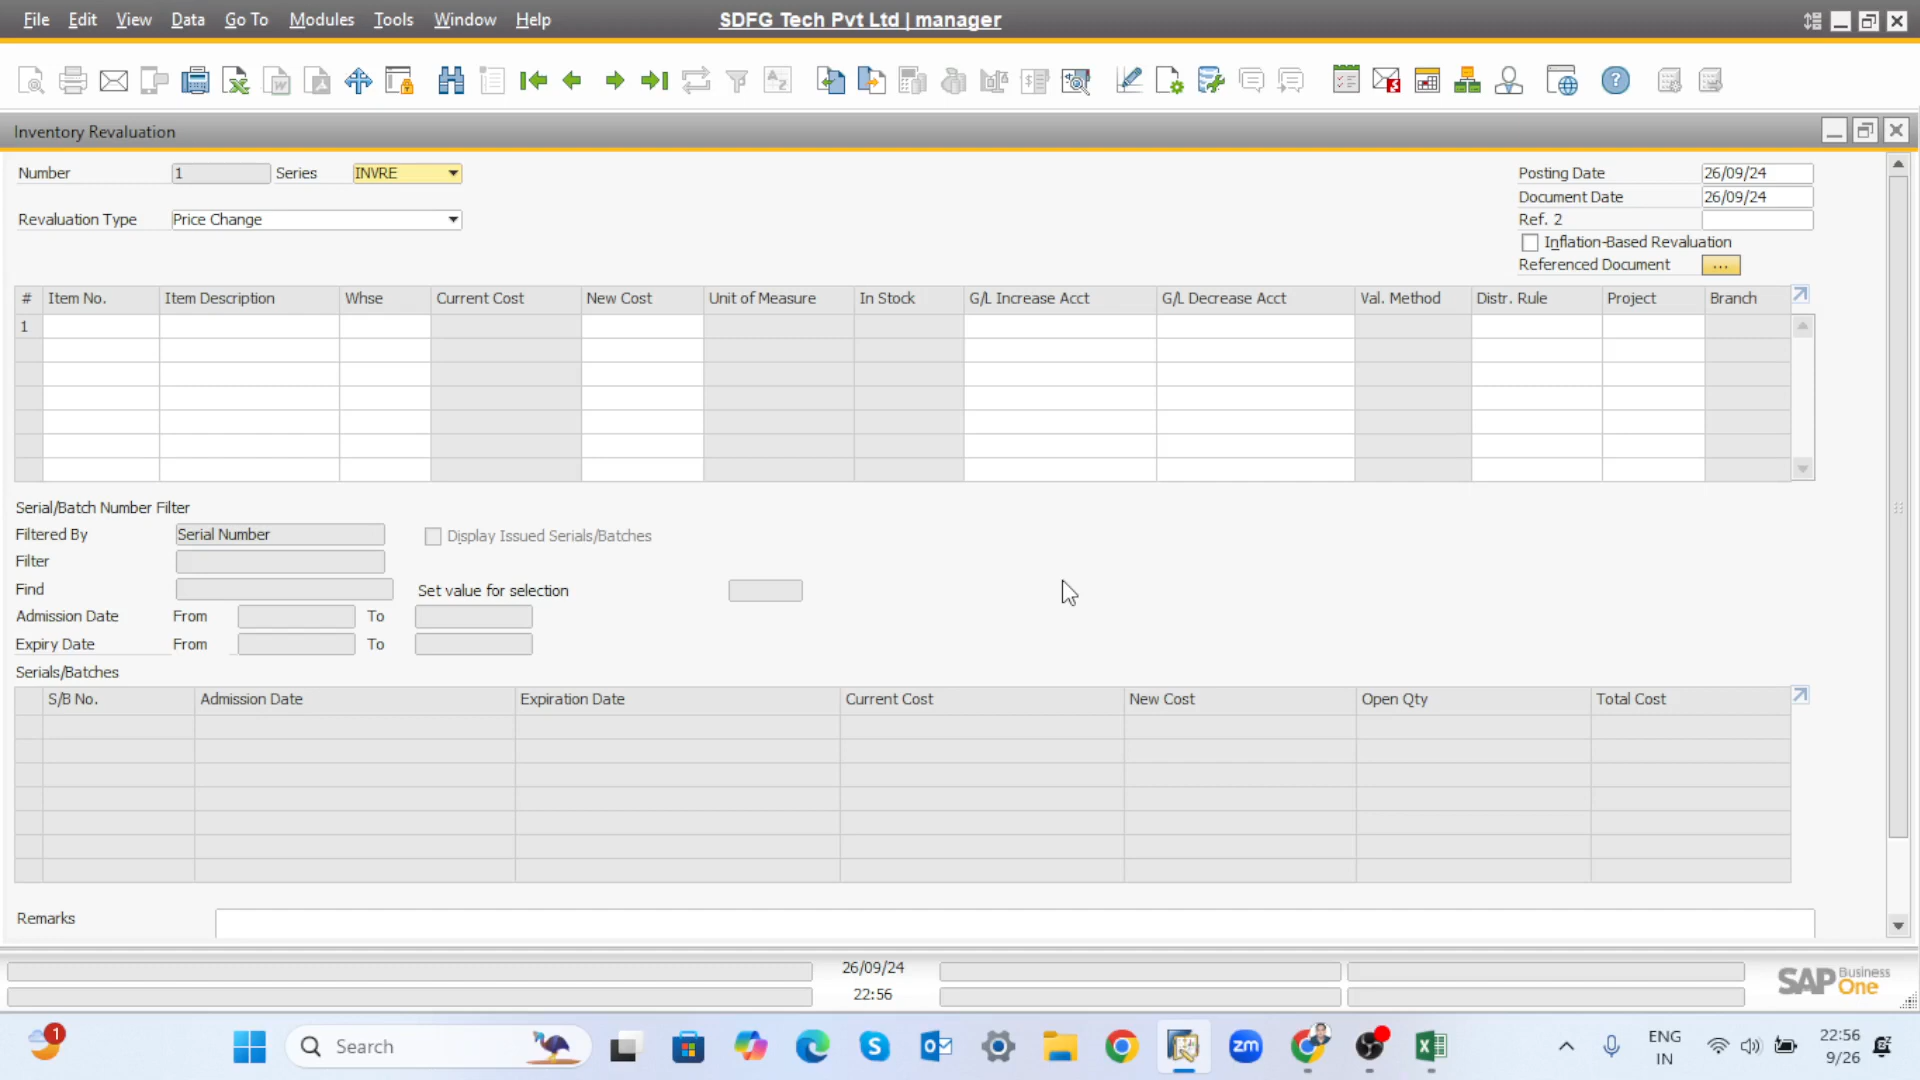 File Edit View Data Go To Modules Tools Window Help SDFG Tech Pvt Ltd | manager
Inventory Revaluation
Number 1 Series INVRE Posting Date 26/09/24
Document Date 26/09/24
Revaluation Type Price Change Ref. 2
Inflation-Based Revaluation
Referenced Document ...
# Item No. Item Description Whse Current Cost New Cost Unit of Measure In Stock G/L Increase Acct G/L Decrease Acct Val. Method Distr. Rule Project Branch
1
Serial/Batch Number Filter
Filtered By Serial Number Display Issued Serials/Batches
Filter
Find Set value for selection
Admission Date From To
Expiry Date From To
Serials/Batches
S/B No. Admission Date Expiration Date Current Cost New Cost Open Qty Total Cost
Remarks
26/09/24
22:56
SAP Business One
1 Search zm ENG 22:56
IN 9/26